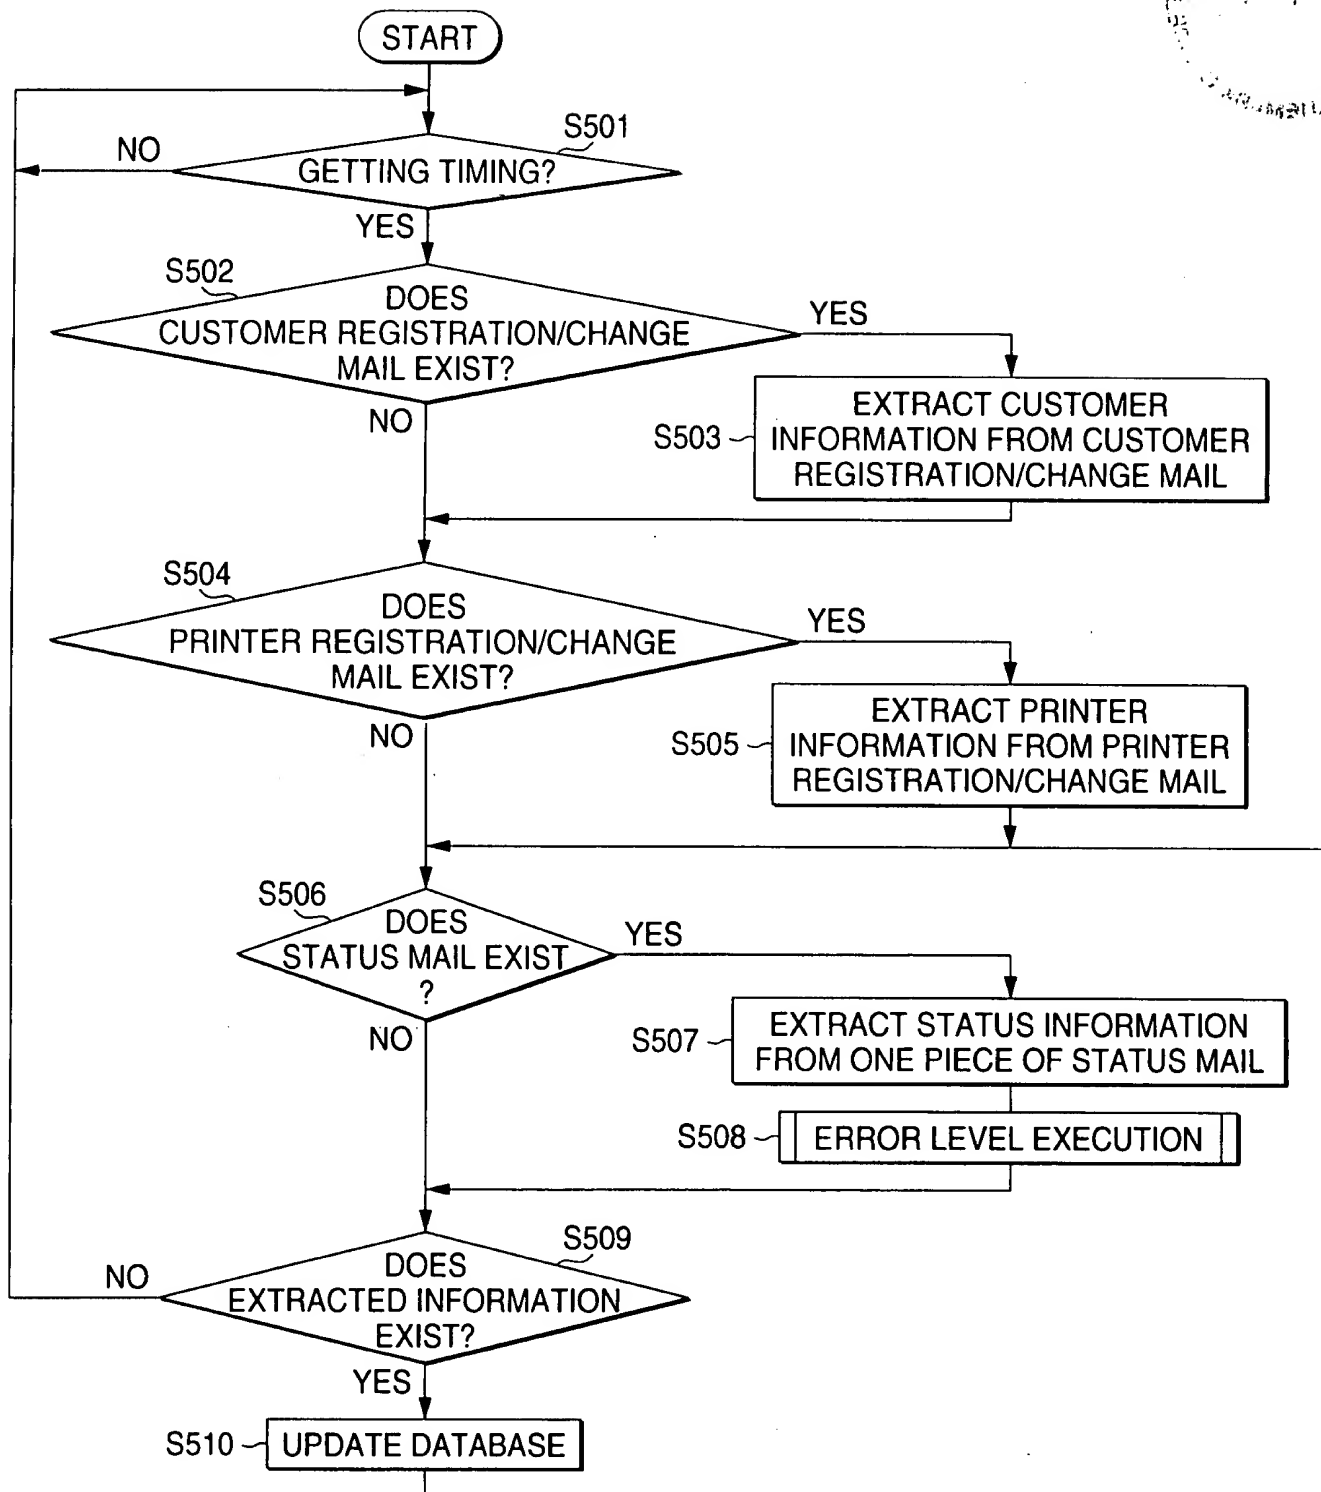 START
S501
NO
GETTING TIMING?
YES
S502
DOES
CUSTOMER REGISTRATION/CHANGE
MAIL EXIST?
YES
NO
S503
EXTRACT CUSTOMER
INFORMATION FROM CUSTOMER
REGISTRATION/CHANGE MAIL
S504
DOES
PRINTER REGISTRATION/CHANGE
MAIL EXIST?
YES
NO
S505
EXTRACT PRINTER
INFORMATION FROM PRINTER
REGISTRATION/CHANGE MAIL
S506
DOES
STATUS MAIL EXIST
?
YES
NO
S507
EXTRACT STATUS INFORMATION
FROM ONE PIECE OF STATUS MAIL
S508
ERROR LEVEL EXECUTION
S509
NO
DOES
EXTRACTED INFORMATION
EXIST?
YES
S510
UPDATE DATABASE